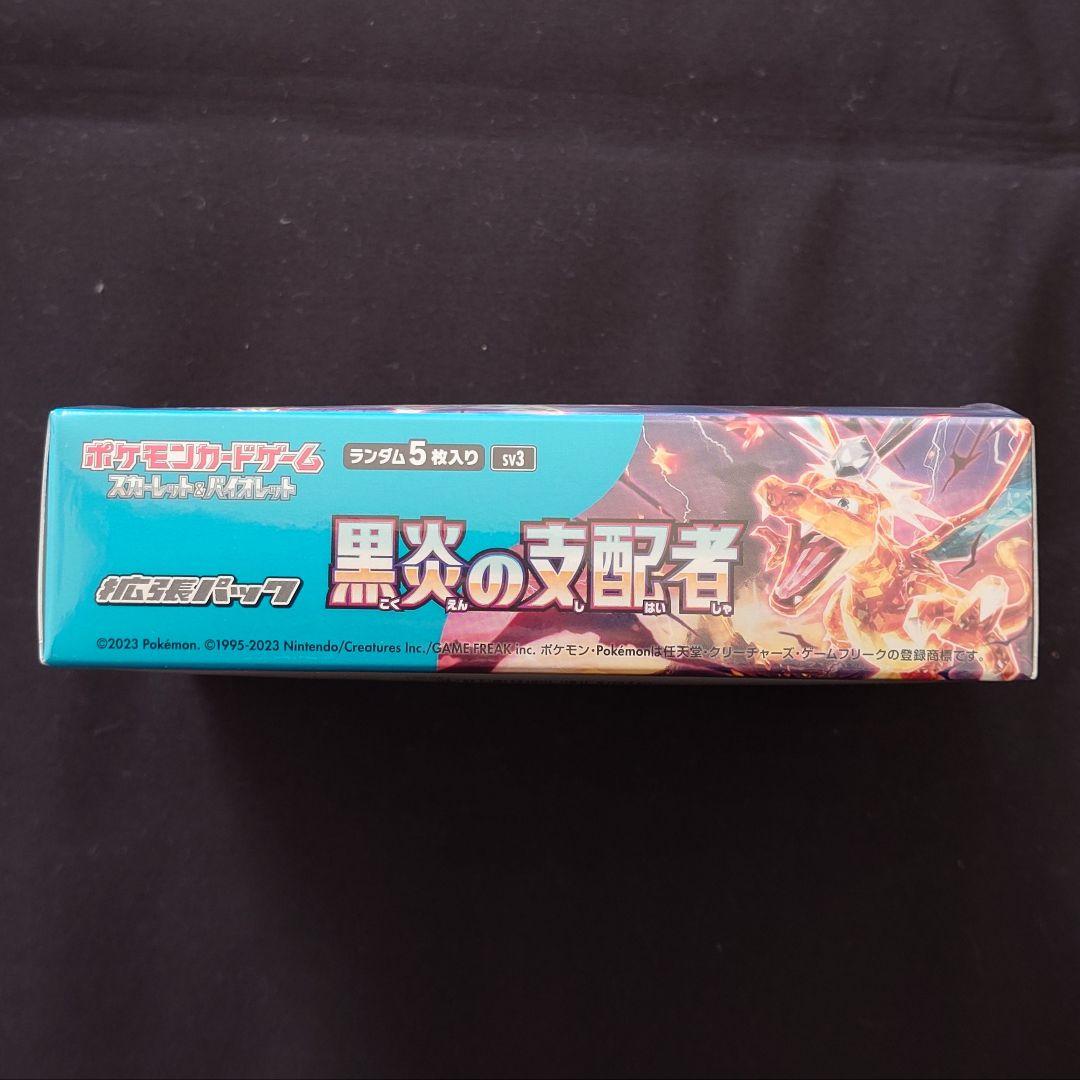 ポケモンカードゲーム™
スカーレット&バイオレット
ランダム5枚入り
SV3
拡張パック
黒炎の支配者
こくえんしはいしゃ
©2023 Pokémon. ©1995-2023 Nintendo/Creatures Inc./GAME FREAK inc. ポケモン・Pokémonは任天堂・クリーチャーズ・ゲームフリークの登録商標です。